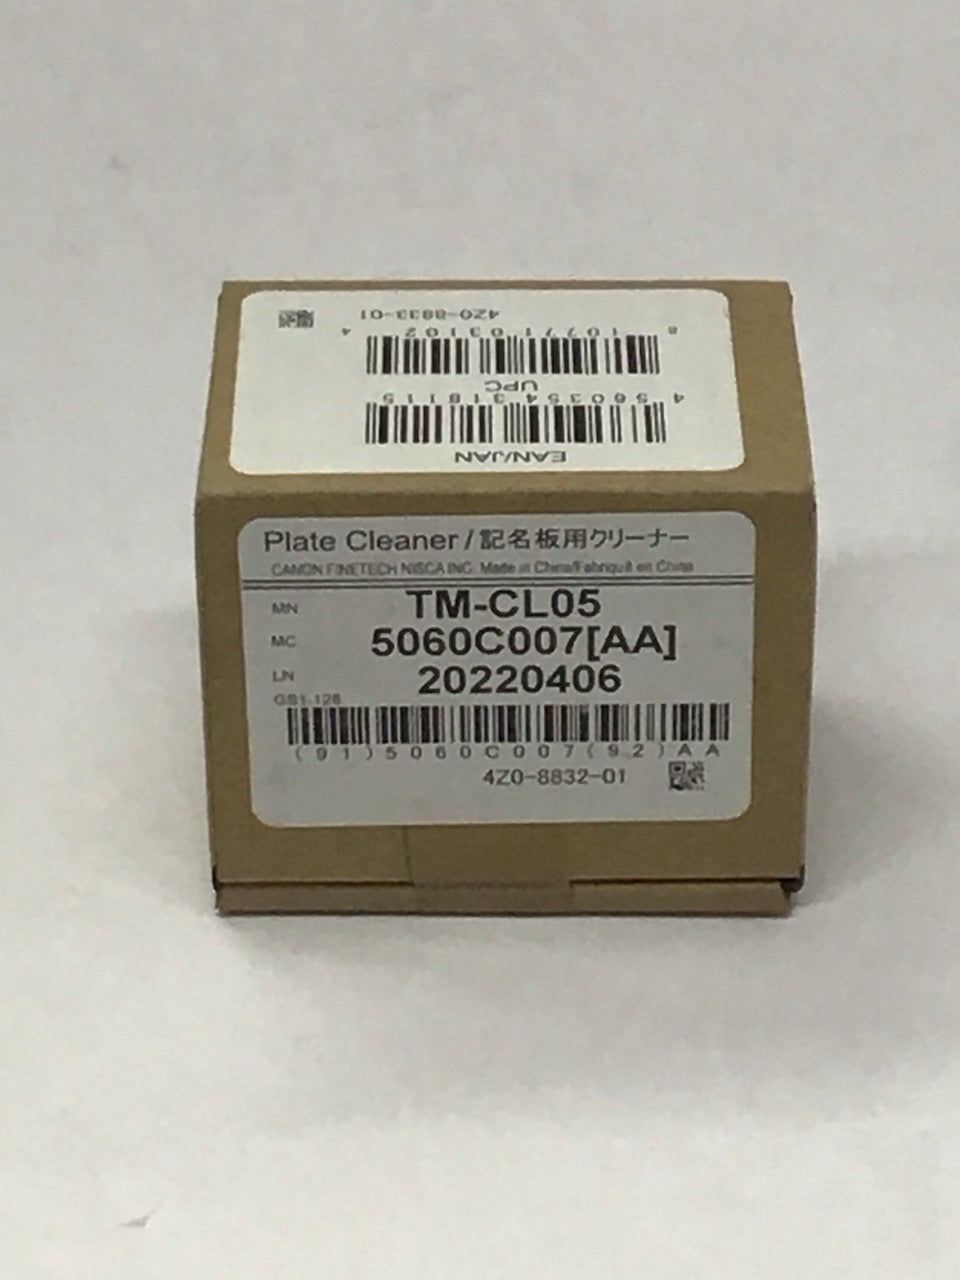 EAN/JAN
4 560354 318115
UPC
8 10771 03102 4
4Z0-8833-01
Plate Cleaner / 記名板用クリーナー
CANON FINETECH NISCA INC. Made in China/Fabriqué en China
MN TM-CL05
MC 5060C007[AA]
LN 20220406
GS1-128
(91)5060C007(92)AA
4Z0-8832-01